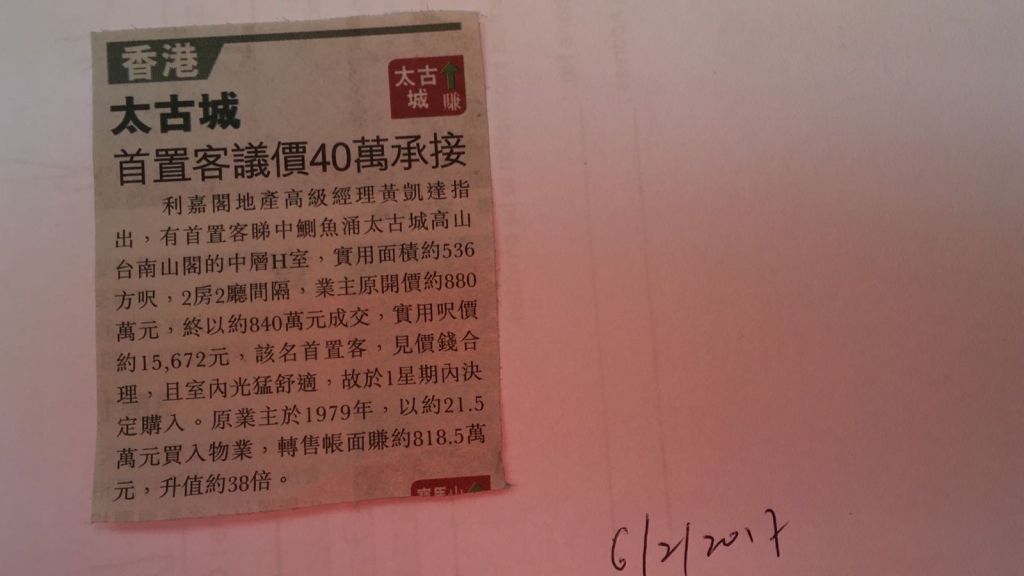 香港
太古城
太古
城 賺
首置客議價40萬承接
利嘉閣地產高級經理黃凱達指
出，有首置客睇中鰂魚涌太古城高山
台南山閣的中層H室，實用面積約536
方呎，2房2廳間隔，業主原開價約880
萬元，終以約840萬元成交，實用呎價
約15,672元，該名首置客，見價錢合
理，且室內光猛舒適，故於1星期內決
定購入。原業主於1979年，以約21.5
萬元買入物業，轉售帳面賺約818.5萬
元，升值約38倍。
6/2/2017